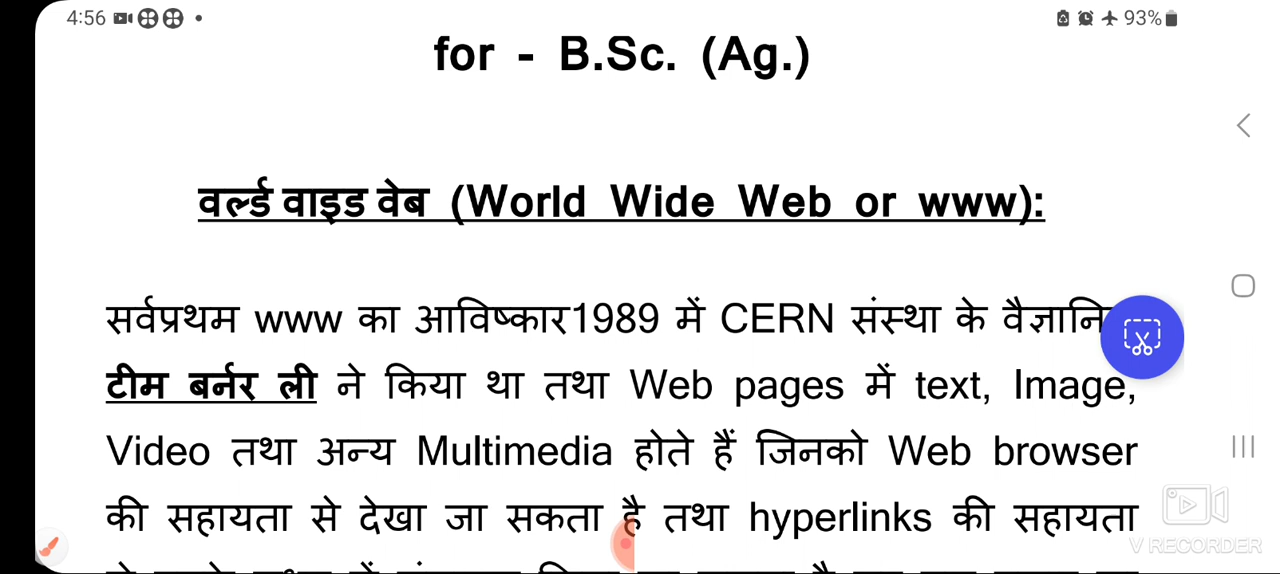 4:56
93%
for - B.Sc. (Ag.)
वर्ल्ड वाइड वेब (World Wide Web or www):
सर्वप्रथम www का आविष्कार1989 में CERN संस्था के
टीम बर्नर ली ने किया था तथा Web pages में text, Image,
Video तथा अन्य Multimedia होते हैं जिनको Web browser
की सहायता से देखा जा सकता है तथा hyperlinks की सहायता
V RECORDER